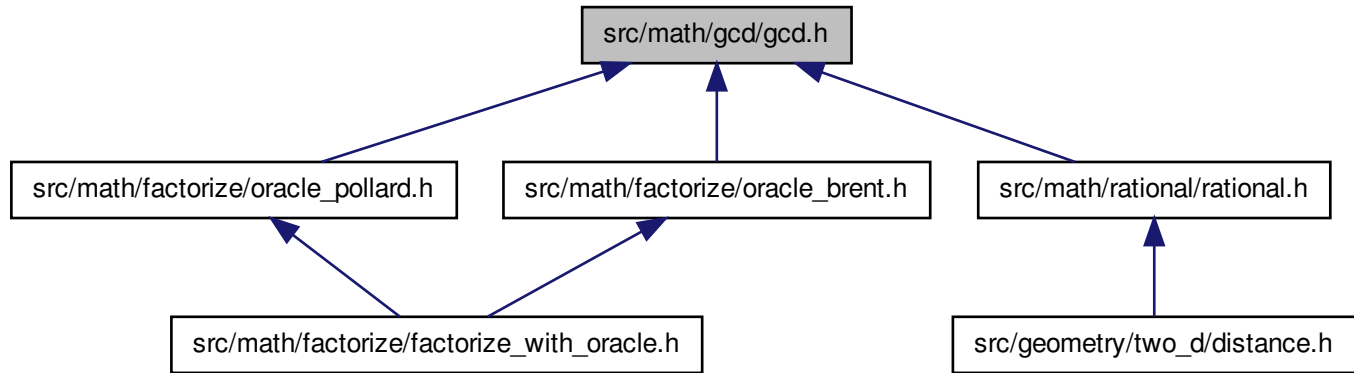 src/math/gcd/gcd.h
src/math/factorize/oracle_pollard.h
src/math/factorize/oracle_brent.h
src/math/rational/rational.h
src/math/factorize/factorize_with_oracle.h
src/geometry/two_d/distance.h